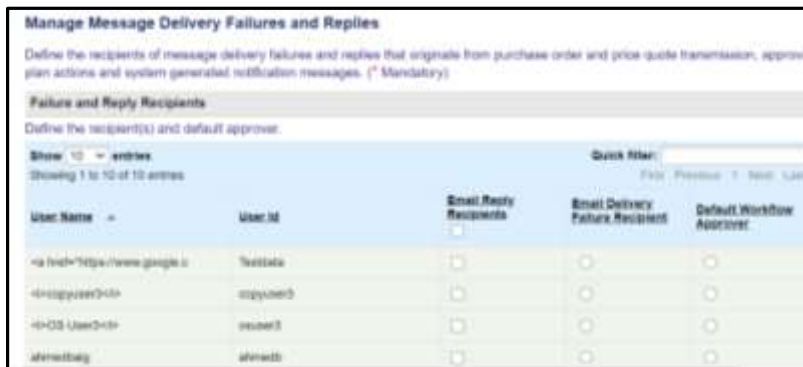 Manage Message Delivery Failures and Replies
Define the recipients of message delivery failures and replies that originate from purchase order and price quote transmission, approv
plan actions and system generated notification messages. (* Mandatory)
Failure and Reply Recipients
Define the recipient(s) and default approver.
Show 10 entries
Quick filter:
Showing 1 to 10 of 10 entries
First Previous 1 Next Las
User Name User Id Email Reply Recipients Email Delivery Failure Recipient Default Workflow Approver
<a href="https://www.google.c Testdata
<i>copyuser3</i> copyuser3
<i>OS User3</i> osuser3
ahmedbaig ahmedb